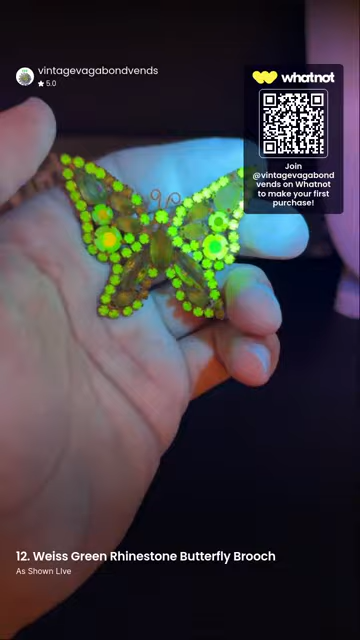 vintagevagabondvends
★ 5.0
whatnot
Join
@vintagevagabond
vends on Whatnot
to make your first
purchase!
12. Weiss Green Rhinestone Butterfly Brooch
As Shown LIve